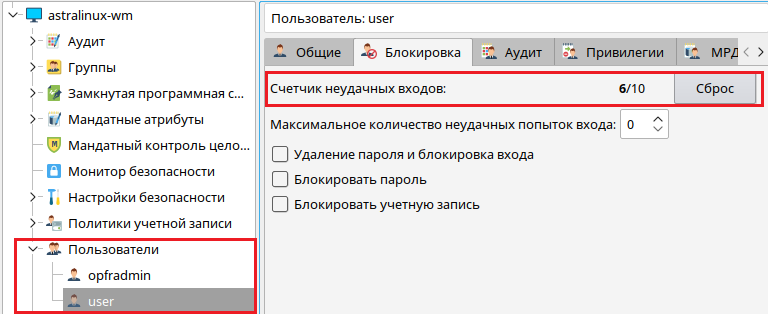 astralinux-wm
Аудит
Группы
Замкнутая программная с...
Мандатные атрибуты
Мандатный контроль цело...
Монитор безопасности
Настройки безопасности
Политики учетной записи
Пользователи
opfradmin
user
Пользователь: user
Общие Блокировка Аудит Привилегии МРД
Счетчик неудачных входов: 6/10 Сброс
Максимальное количество неудачных попыток входа: 0
Удаление пароля и блокировка входа
Блокировать пароль
Блокировать учетную запись